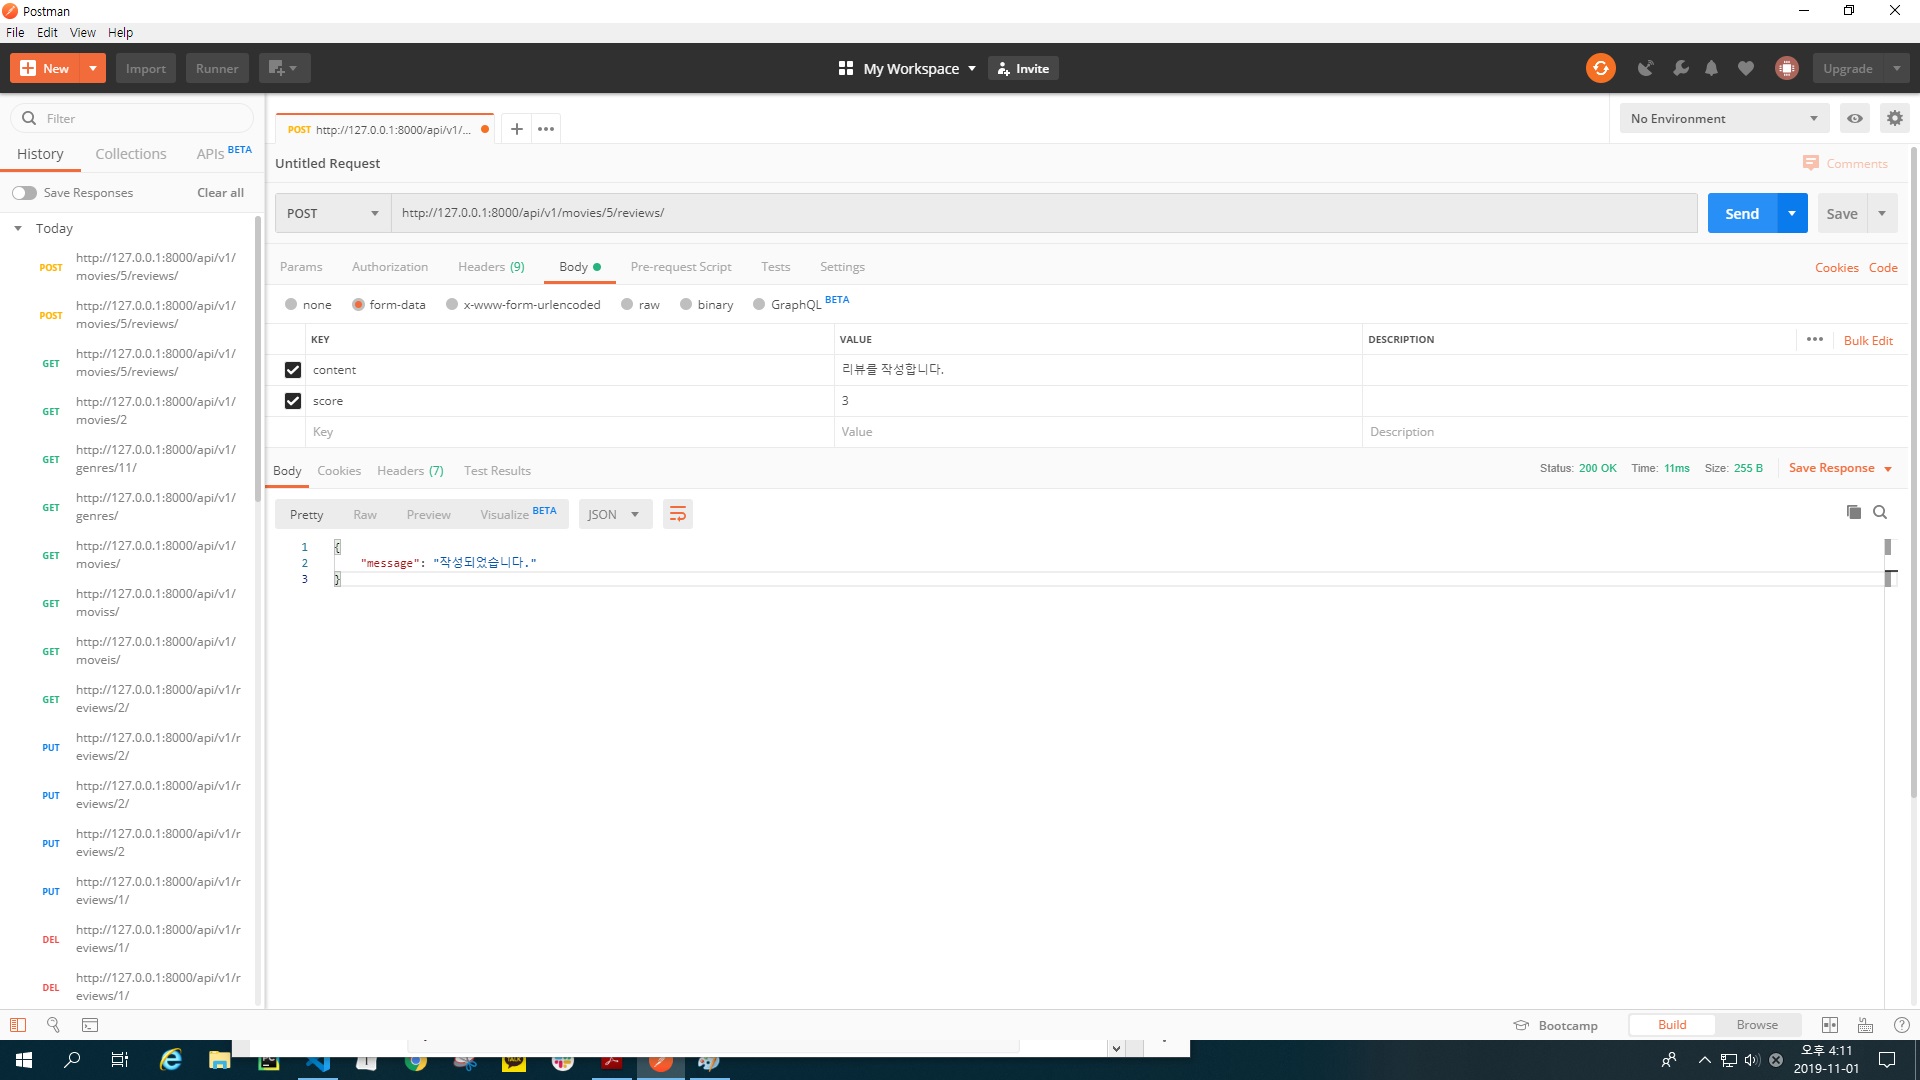 Postman
File Edit View Help
New Import Runner My Workspace Invite Upgrade
Filter
History Collections APIs BETA
Save Responses Clear all
Today
POST http://127.0.0.1:8000/api/v1/
movies/5/reviews/
POST http://127.0.0.1:8000/api/v1/
movies/5/reviews/
GET http://127.0.0.1:8000/api/v1/
movies/5/reviews/
GET http://127.0.0.1:8000/api/v1/
movies/2
GET http://127.0.0.1:8000/api/v1/
genres/11/
GET http://127.0.0.1:8000/api/v1/
genres/
GET http://127.0.0.1:8000/api/v1/
movies/
GET http://127.0.0.1:8000/api/v1/
moviss/
GET http://127.0.0.1:8000/api/v1/
moveis/
GET http://127.0.0.1:8000/api/v1/r
eviews/2/
PUT http://127.0.0.1:8000/api/v1/r
eviews/2/
PUT http://127.0.0.1:8000/api/v1/r
eviews/2/
PUT http://127.0.0.1:8000/api/v1/r
eviews/2
PUT http://127.0.0.1:8000/api/v1/r
eviews/1/
DEL http://127.0.0.1:8000/api/v1/r
eviews/1/
DEL http://127.0.0.1:8000/api/v1/r
eviews/1/
POST http://127.0.0.1:8000/api/v1/...
No Environment
Untitled Request Comments
POST http://127.0.0.1:8000/api/v1/movies/5/reviews/ Send Save
Params Authorization Headers (9) Body Pre-request Script Tests Settings Cookies Code
none form-data x-www-form-urlencoded raw binary GraphQL BETA
KEY VALUE DESCRIPTION Bulk Edit
content 리뷰를 작성합니다.
score 3
Key Value Description
Body Cookies Headers (7) Test Results Status: 200 OK Time: 11ms Size: 255 B Save Response
Pretty Raw Preview Visualize BETA JSON
1 {
2 "message": "작성되었습니다."
3 }
Bootcamp Build Browse
오후 4:11
2019-11-01